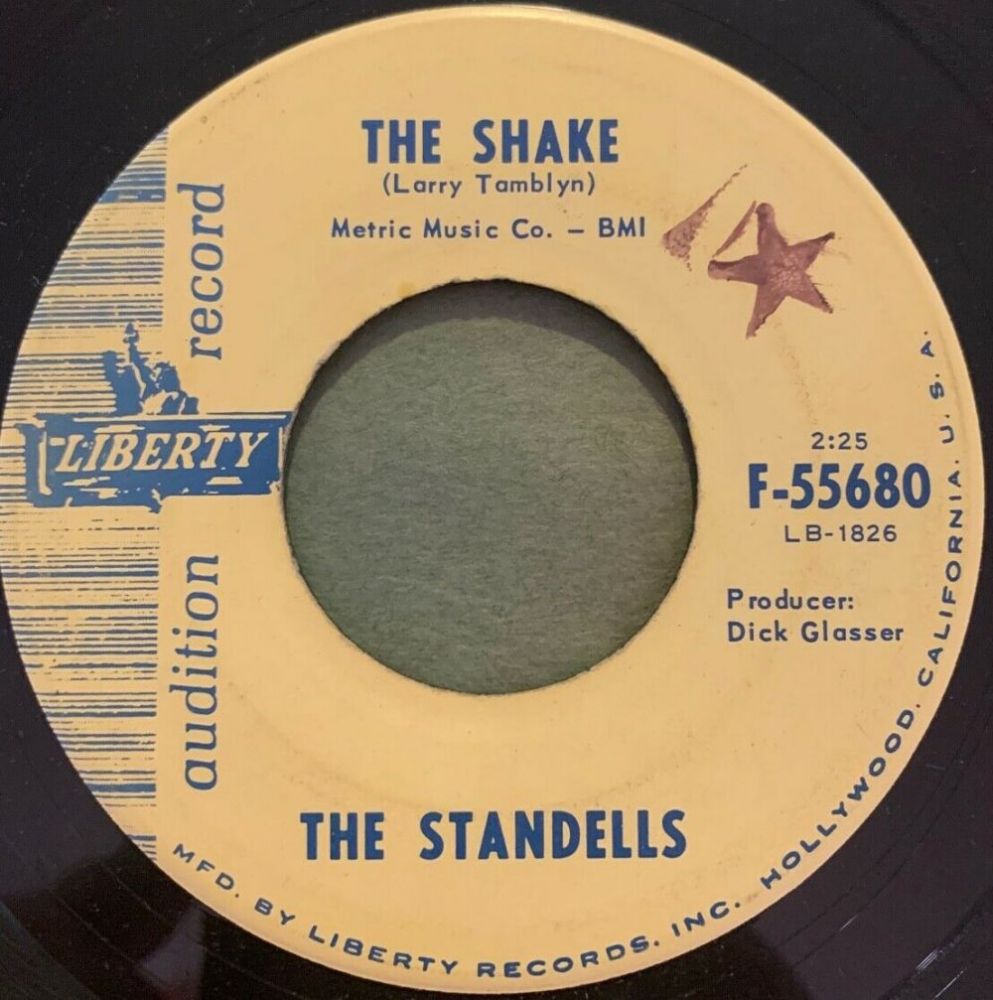 THE SHAKE
(Larry Tamblyn)
Metric Music Co. — BMI
audition record
LIBERTY
2:25
F-55680
LB-1826
Producer:
Dick Glasser
THE STANDELLS
MFD. BY LIBERTY RECORDS, INC. HOLLYWOOD, CALIFORNIA, U. S. A.